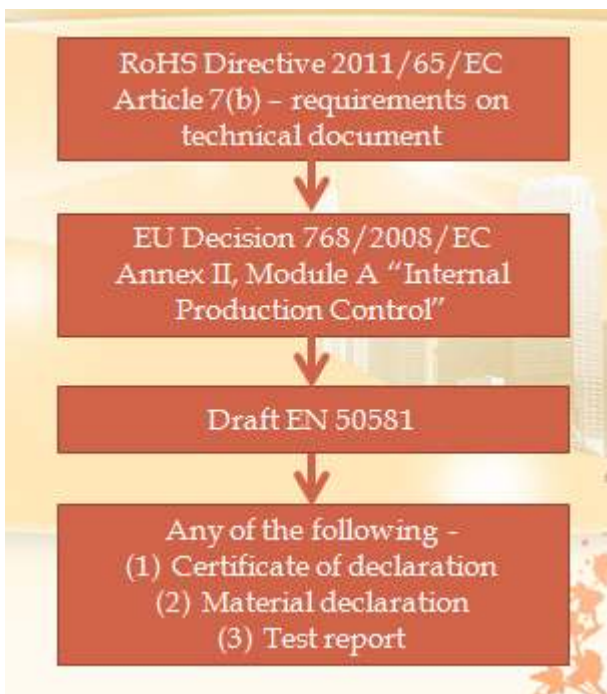 RoHS Directive 2011/65/EC
Article 7(b) – requirements on
technical document
EU Decision 768/2008/EC
Annex II, Module A “Internal
Production Control”
Draft EN 50581
Any of the following -
(1) Certificate of declaration
(2) Material declaration
(3) Test report